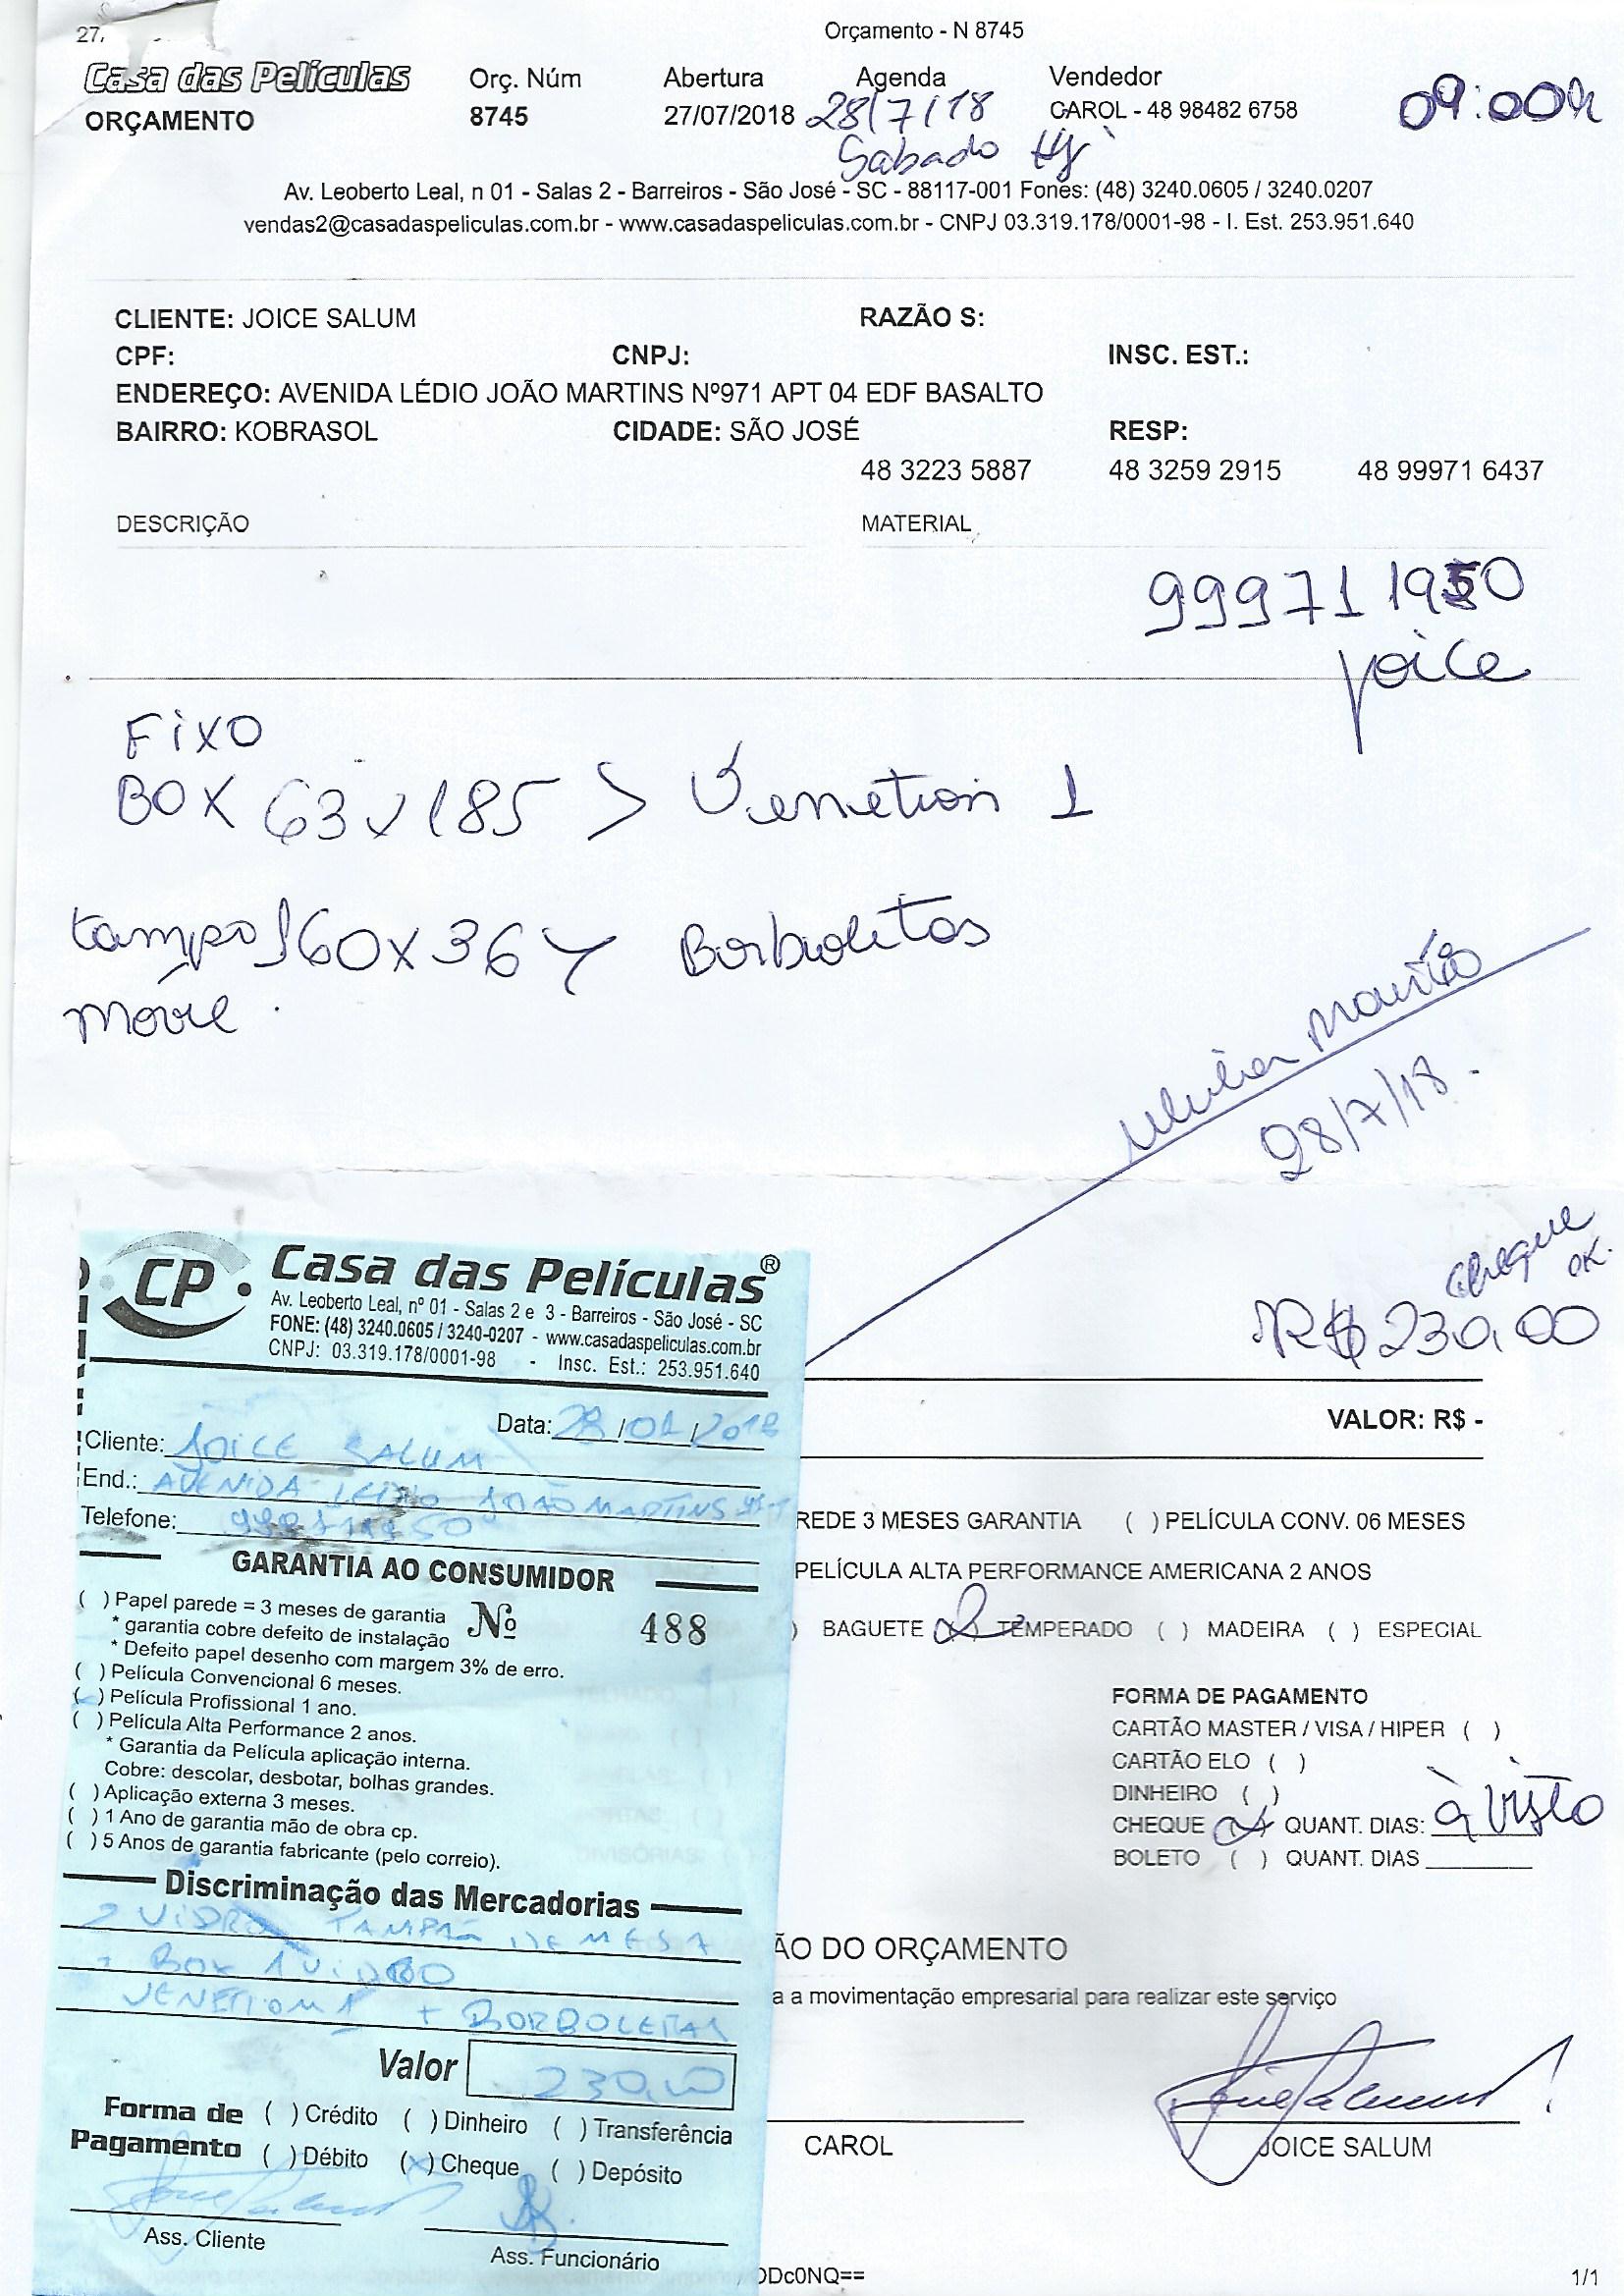 27.
Orçamento - N 8745
Casa das Películas
ORÇAMENTO
Orç. Núm
8745
Abertura
27/07/2018
Agenda
28/7/18
Sabado
Vendedor
CAROL - 48 98482 6758
09:00h
Av. Leoberto Leal, n 01 - Salas 2 - Barreiros - São José - SC - 88117-001 Fones: (48) 3240.0605 / 3240.0207
vendas2@casadaspeliculas.com.br - www.casadaspeliculas.com.br - CNPJ 03.319.178/0001-98 - I. Est. 253.951.640
CLIENTE: JOICE SALUM RAZÃO S:
CPF: CNPJ: INSC. EST.:
ENDEREÇO: AVENIDA LÉDIO JOÃO MARTINS Nº971 APT 04 EDF BASALTO
BAIRRO: KOBRASOL CIDADE: SÃO JOSÉ RESP:
48 3223 5887 48 3259 2915 48 99971 6437
DESCRIÇÃO MATERIAL
99971 1950
joice
Fixo
BOX 63x185 > Venetion 1
tampo 160x36 Borboletas
móvel
28/7/18.
cheque
OK.
R$ 230,00
VALOR: R$ -
REDE 3 MESES GARANTIA ( ) PELÍCULA CONV. 06 MESES
PELÍCULA ALTA PERFORMANCE AMERICANA 2 ANOS
) BAGUETE (X) TEMPERADO ( ) MADEIRA ( ) ESPECIAL
FORMA DE PAGAMENTO
CARTÃO MASTER / VISA / HIPER ( )
CARTÃO ELO ( )
DINHEIRO ( )
CHEQUE (X) QUANT. DIAS: à visto
BOLETO ( ) QUANT. DIAS
ÃO DO ORÇAMENTO
a a movimentação empresarial para realizar este serviço
CAROL
JOICE SALUM
DDc0NQ==
1/1
CP Casa das Películas®
Av. Leoberto Leal, nº 01 - Salas 2 e 3 - Barreiros - São José - SC
FONE: (48) 3240.0605 / 3240-0207 - www.casadaspeliculas.com.br
CNPJ: 03.319.178/0001-98 - Insc. Est.: 253.951.640
Data: 28/07/2018
Cliente: JOICE SALUM
End.: AVENIDA LEDIO JOÃO MARTINS 971
Telefone: 999711950
GARANTIA AO CONSUMIDOR
Nº 488
( ) Papel parede = 3 meses de garantia
* garantia cobre defeito de instalação
* Defeito papel desenho com margem 3% de erro.
( ) Película Convencional 6 meses.
( ) Película Profissional 1 ano.
( ) Película Alta Performance 2 anos.
* Garantia da Película aplicação interna.
Cobre: descolar, desbotar, bolhas grandes.
( ) Aplicação externa 3 meses.
( ) 1 Ano de garantia mão de obra cp.
( ) 5 Anos de garantia fabricante (pelo correio).
Discriminação das Mercadorias
2 VIDRO TAMPA DE MESA
+ BOX 1 VIDRO
VENETION 1 + BORBOLETAS
Valor 230,00
Forma de Pagamento
( ) Crédito ( ) Dinheiro ( ) Transferência
( ) Débito (X) Cheque ( ) Depósito
Ass. Cliente
Ass. Funcionário